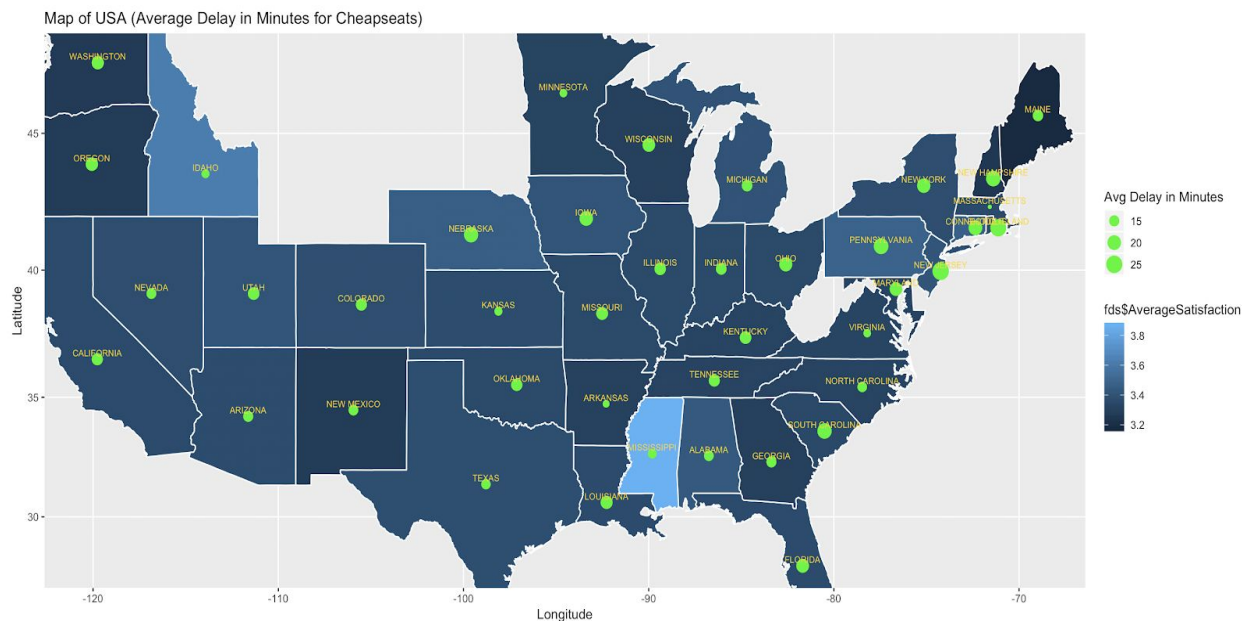 Map of USA (Average Delay in Minutes for Cheapseats)
WASHINGTON
MINNESOTA
MAINE
WISCONSIN
OREGON
IDAHO
NEW HAMPSHIRE
MICHIGAN
NEW YORK
MASSACHUSETTS
IOWA
NEBRASKA
PENNSYLVANIA
ILLINOIS
INDIANA
OHIO
NEW JERSEY
NEVADA
UTAH
COLORADO
KANSAS
MISSOURI
VIRGINIA
KENTUCKY
CALIFORNIA
OKLAHOMA
TENNESSEE
NORTH CAROLINA
ARKANSAS
NEW MEXICO
ARIZONA
SOUTH CAROLINA
MISSISSIPPI
ALABAMA
GEORGIA
TEXAS
LOUISIANA
FLORIDA
45
40
35
30
Latitude
-120
-110
-100
-90
-80
-70
Longitude
Avg Delay in Minutes
15
20
25
fds$AverageSatisfaction
3.8
3.6
3.4
3.2